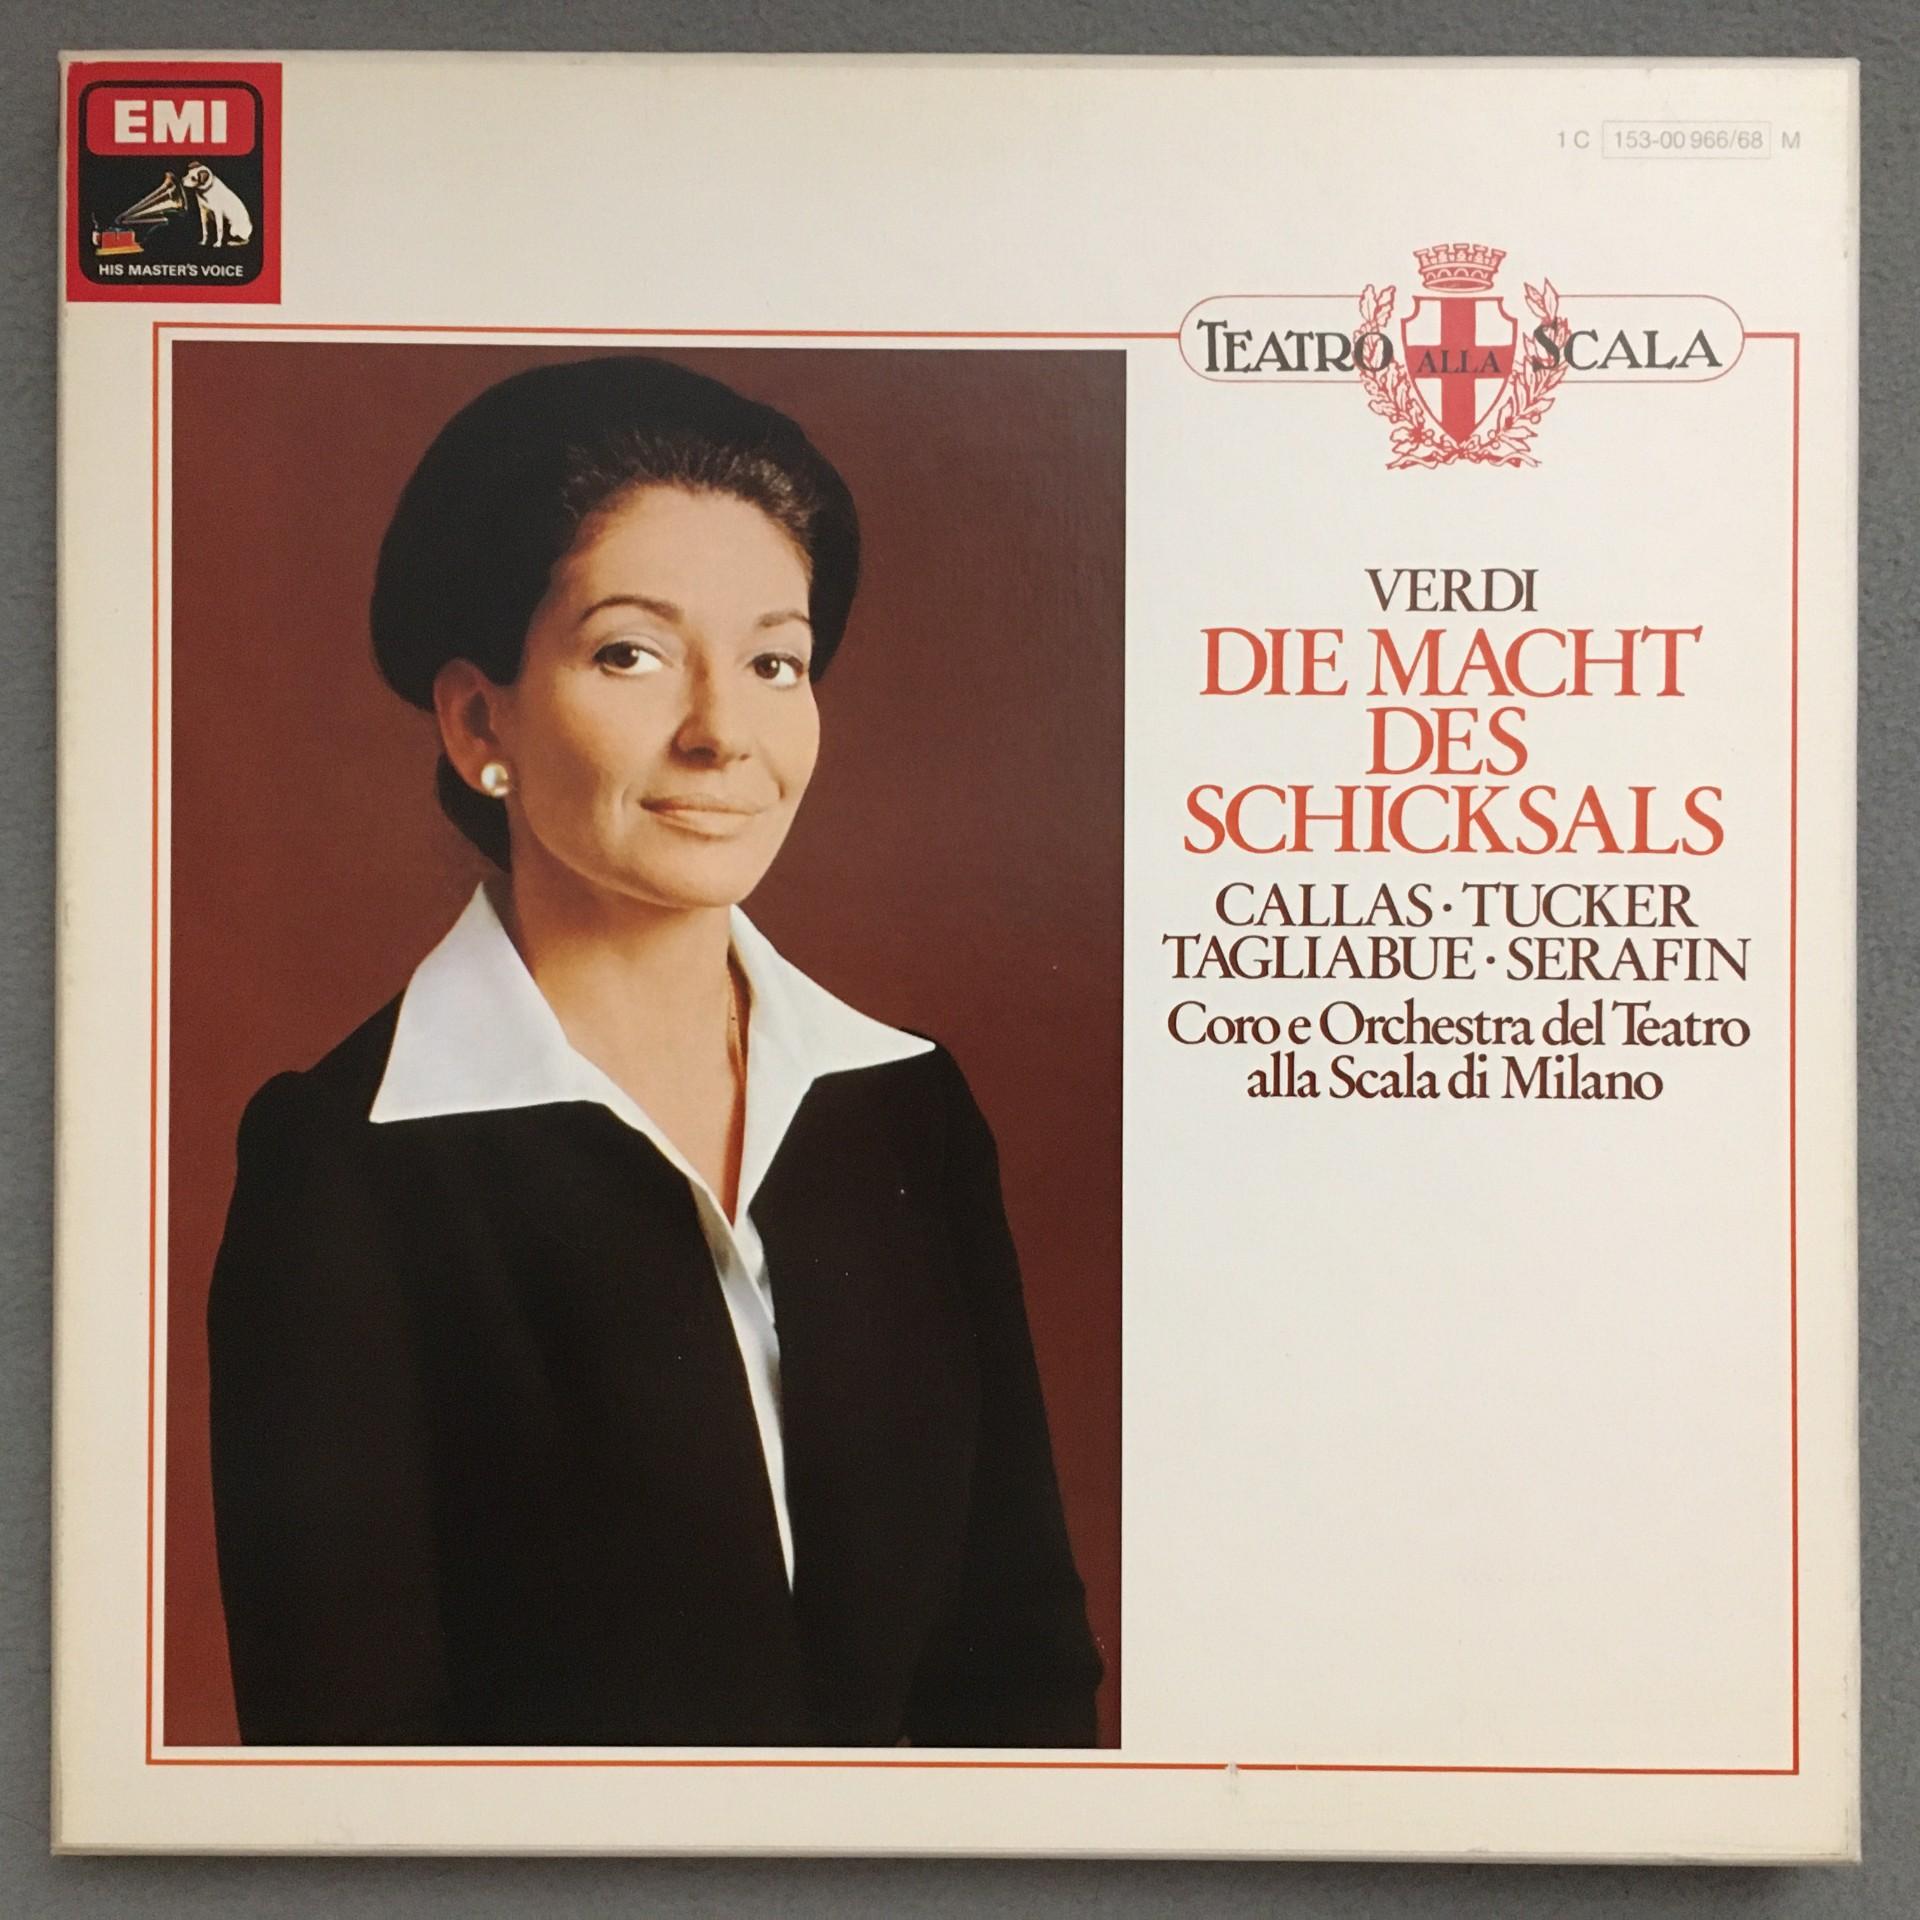 EMI
HIS MASTER'S VOICE
1 C 153-00 966/68 M
TEATRO ALLA SCALA
VERDI
DIE MACHT
DES
SCHICKSALS
CALLAS · TUCKER
TAGLIABUE · SERAFIN
Coro e Orchestra del Teatro
alla Scala di Milano